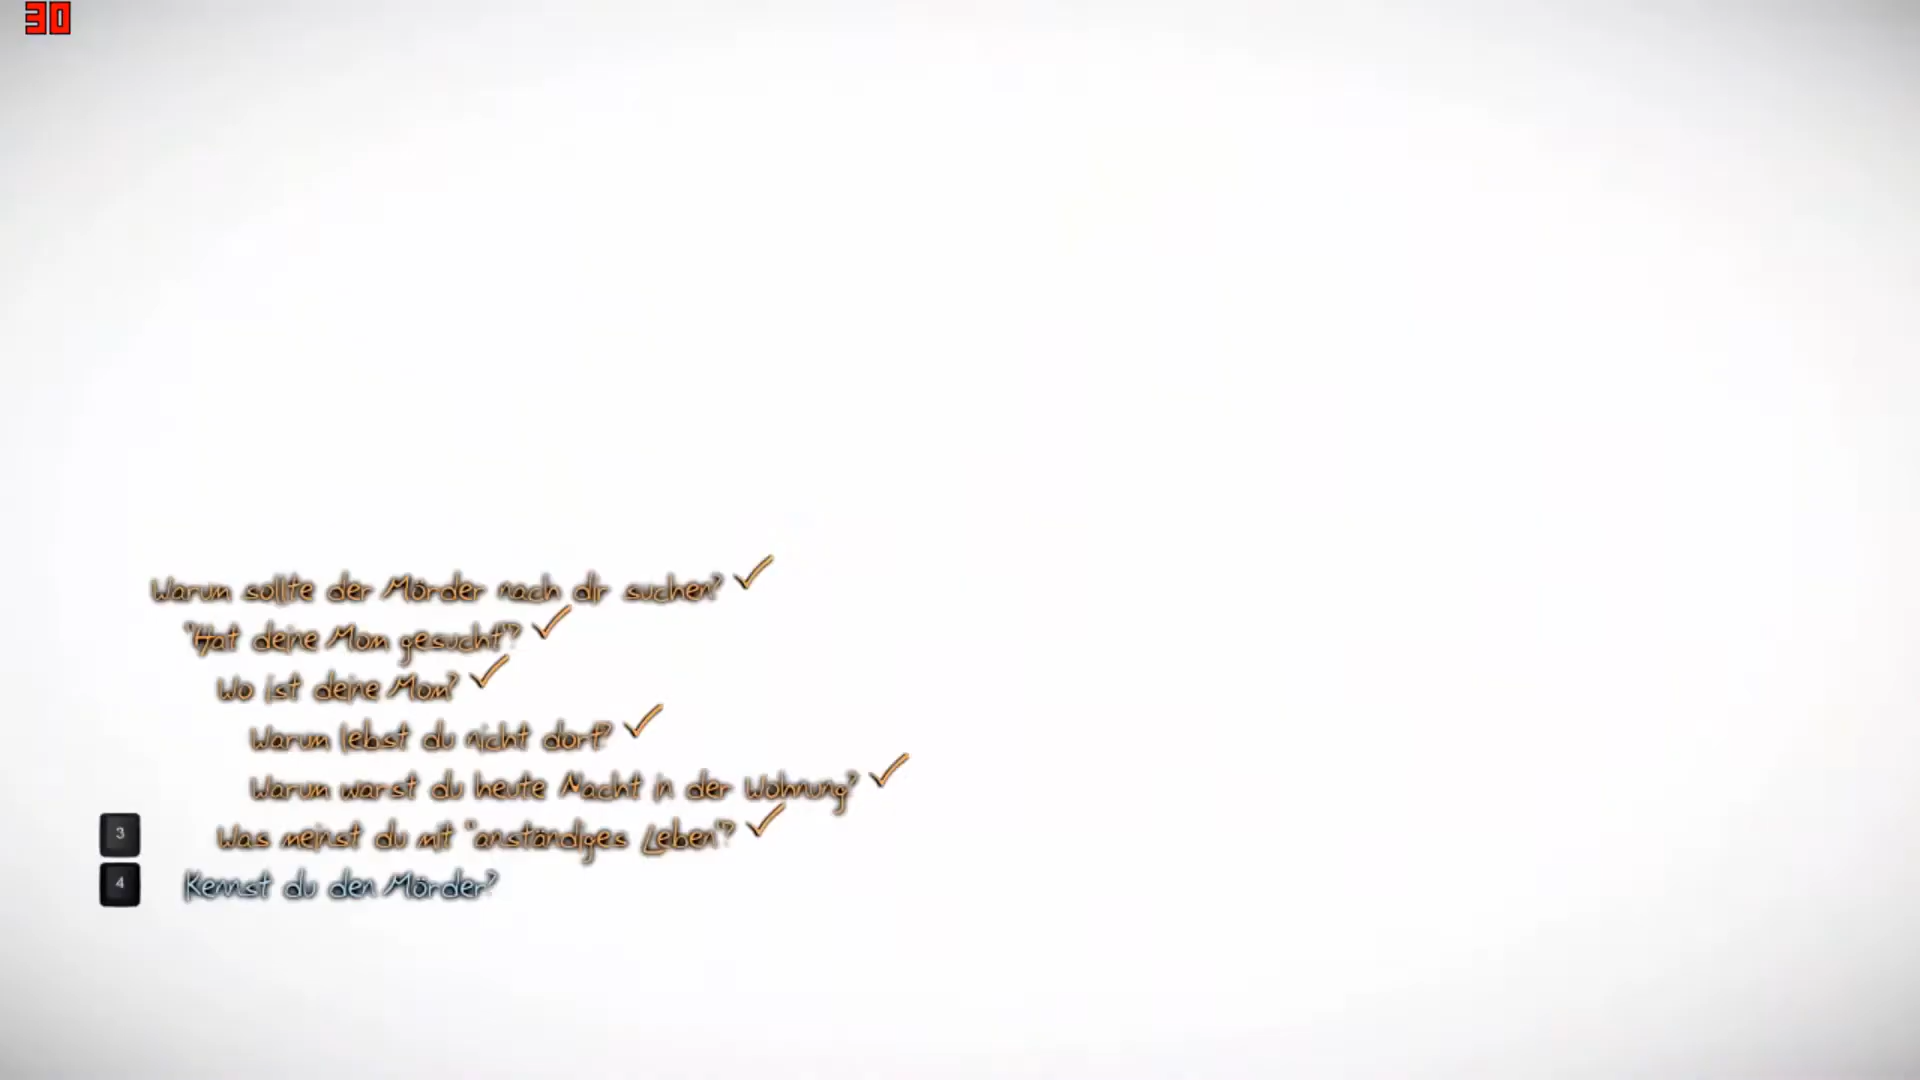 30
Warum sollte der Mörder nach dir suchen?
"Hat deine Mom gesucht"?
Wo ist deine Mom?
Warum lebst du nicht dort?
Warum warst du heute Nacht in der Wohnung?
3 Was meinst du mit "anständiges Leben"?
4 Kennst du den Mörder?